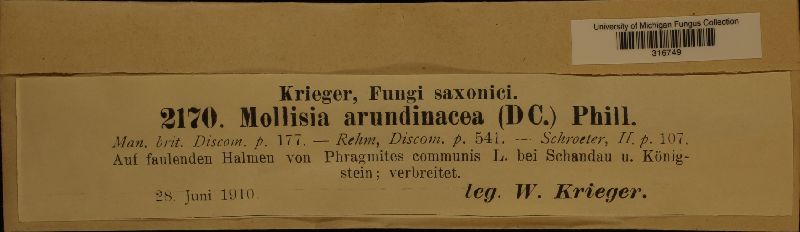 University of Michigan Fungus Collection
316749
Krieger, Fungi saxonici.
2170. Mollisia arundinacea (DC.) Phill.
Man. brit. Discom. p. 177. — Rehm, Discom. p. 541. — Schroeter, II. p. 107.
Auf faulenden Halmen von Phragmites communis L. bei Schandau u. König-
stein; verbreitet.
28. Juni 1910. leg. W. Krieger.